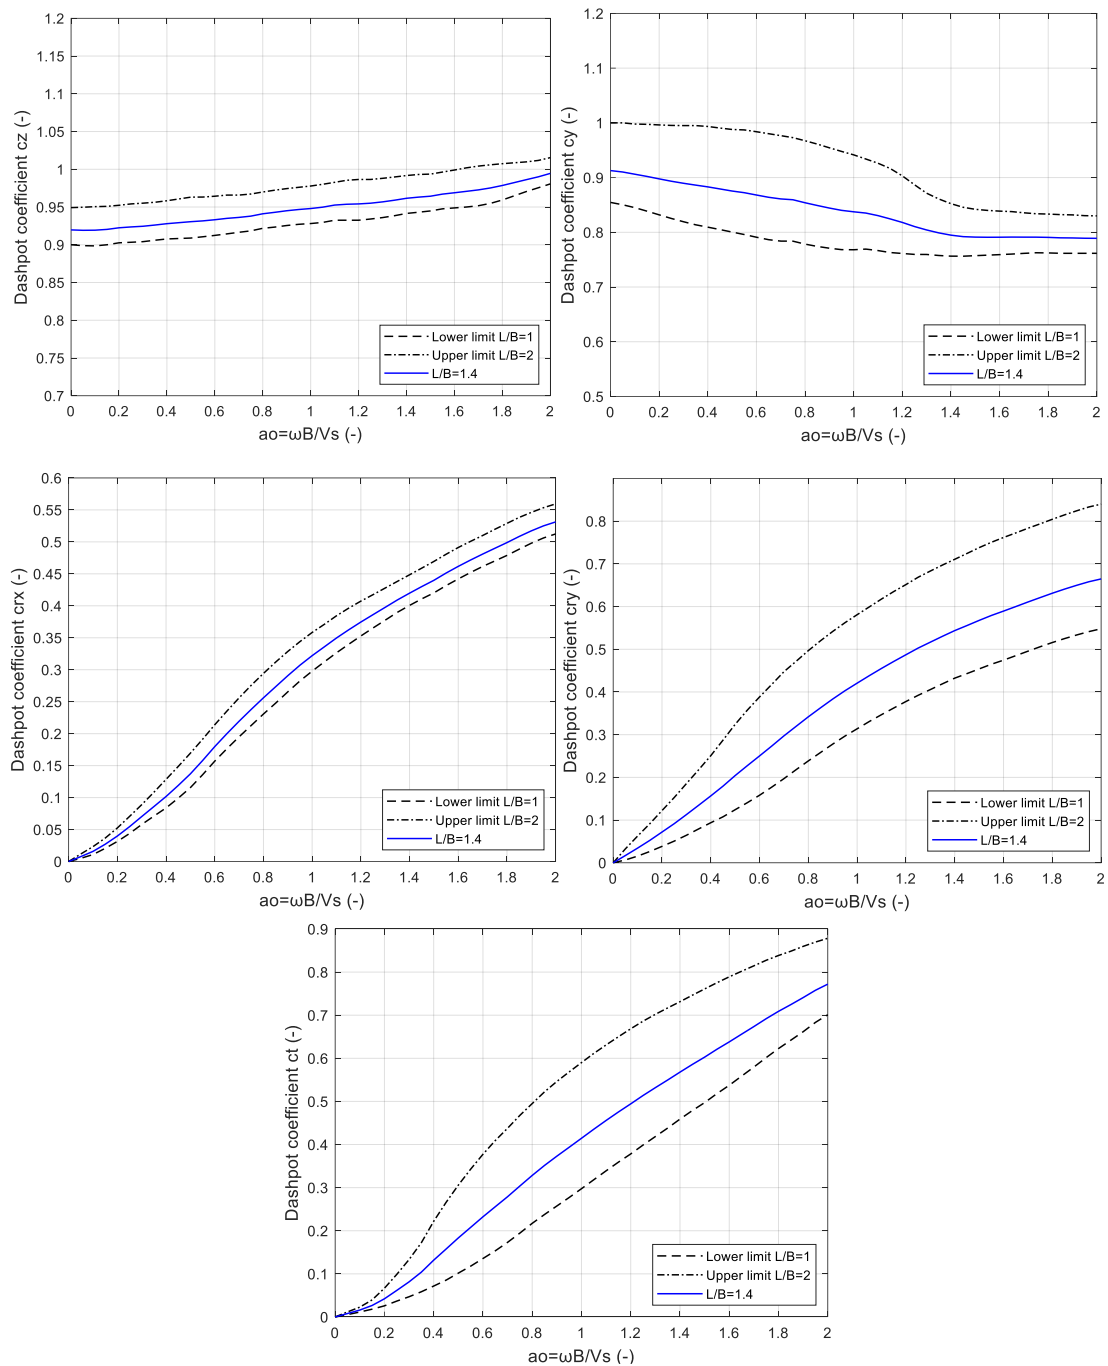 1.2
1.15
1.1
1.05
1
0.95
0.9
0.85
0.8
0.75
0.7
Dashpot coefficient cz (-)
Lower limit L/B=1
Upper limit L/B=2
L/B=1.4
0 0.2 0.4 0.6 0.8 1 1.2 1.4 1.6 1.8 2
ao=ωB/Vs (-)
1.2
1.1
1
0.9
0.8
0.7
0.6
0.5
Dashpot coefficient cy (-)
Lower limit L/B=1
Upper limit L/B=2
L/B=1.4
0 0.2 0.4 0.6 0.8 1 1.2 1.4 1.6 1.8 2
ao=ωB/Vs (-)
0.6
0.55
0.5
0.45
0.4
0.35
0.3
0.25
0.2
0.15
0.1
0.05
0
Dashpot coefficient crx (-)
Lower limit L/B=1
Upper limit L/B=2
L/B=1.4
0 0.2 0.4 0.6 0.8 1 1.2 1.4 1.6 1.8 2
ao=ωB/Vs (-)
0.8
0.7
0.6
0.5
0.4
0.3
0.2
0.1
0
Dashpot coefficient cry (-)
Lower limit L/B=1
Upper limit L/B=2
L/B=1.4
0 0.2 0.4 0.6 0.8 1 1.2 1.4 1.6 1.8 2
ao=ωB/Vs (-)
0.9
0.8
0.7
0.6
0.5
0.4
0.3
0.2
0.1
0
Dashpot coefficient ct (-)
Lower limit L/B=1
Upper limit L/B=2
L/B=1.4
0 0.2 0.4 0.6 0.8 1 1.2 1.4 1.6 1.8 2
ao=ωB/Vs (-)